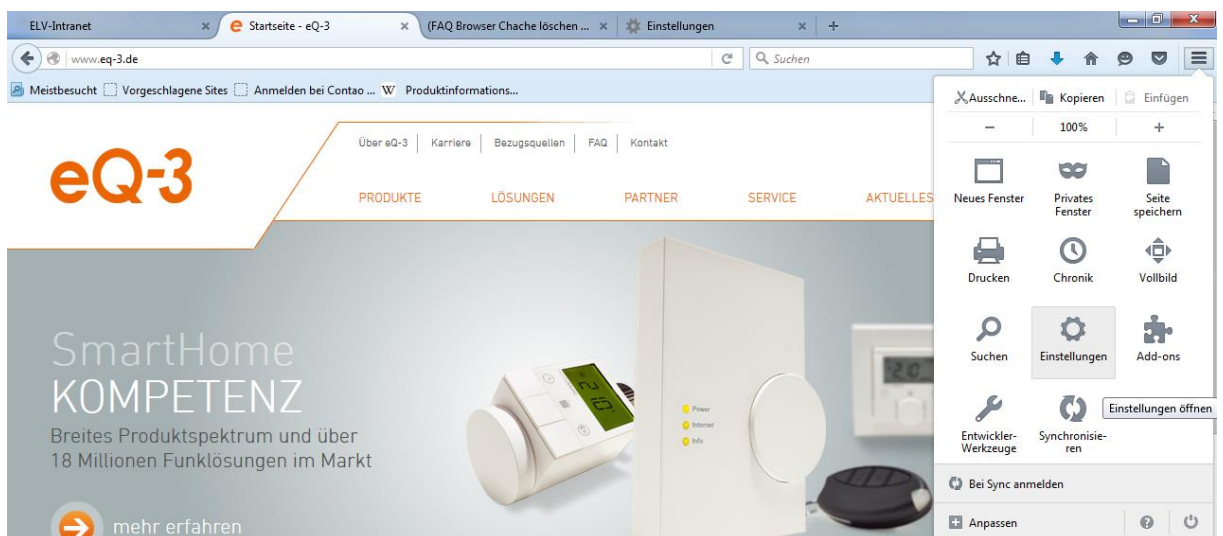 ELV-Intranet
Startseite - eQ-3
(FAQ Browser Chache löschen ...
Einstellungen
www.eq-3.de
Suchen
Meistbesucht
Vorgeschlagene Sites
Anmelden bei Contao ...
W Produktinformations...
eQ-3
Über eQ-3
Karriere
Bezugsquellen
FAQ
Kontakt
PRODUKTE
LÖSUNGEN
PARTNER
SERVICE
AKTUELLES
SmartHome
KOMPETENZ
Breites Produktspektrum und über
18 Millionen Funklösungen im Markt
mehr erfahren
Power
Internet
Info
Ausschne...
Kopieren
Einfügen
100%
Neues Fenster
Privates
Fenster
Seite
speichern
Drucken
Chronik
Vollbild
Suchen
Einstellungen
Add-ons
Einstellungen öffnen
Entwickler-
Werkzeuge
Synchronisie-
ren
Bei Sync anmelden
Anpassen